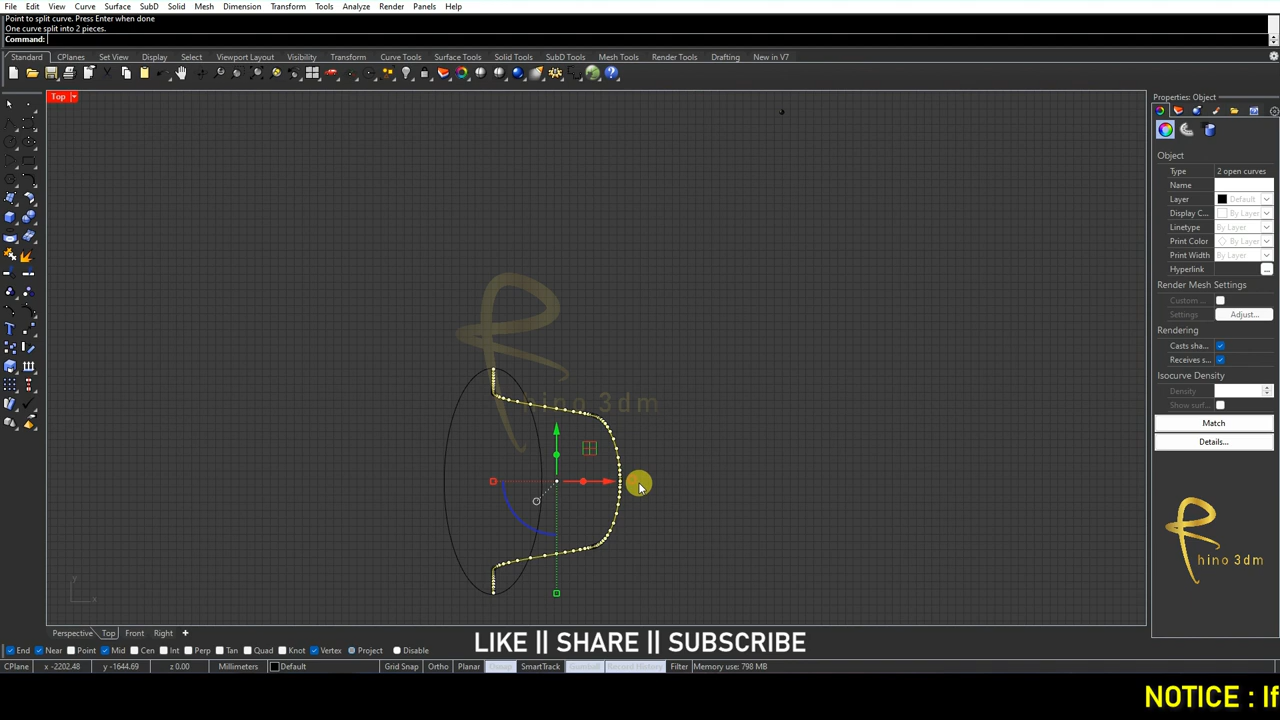 File Edit View Curve Surface SubD Solid Mesh Dimension Transform Tools Analyze Render Panels Help
Point to split curve. Press Enter when done
One curve split into 2 pieces.
Command:
Standard CPlanes Set View Display Select Viewport Layout Visibility Transform Curve Tools Surface Tools Solid Tools SubD Tools Mesh Tools Render Tools Drafting New in V7
Top
Properties: Object
Object
Type 2 open curves
Name
Layer Default
Display C... By Layer
Linetype By Layer
Print Color By Layer
Print Width By Layer
Hyperlink ...
Render Mesh Settings
Custom ...
Settings Adjust...
Rendering
Casts sha...
Receives s...
Isocurve Density
Density
Show surf...
Match
Details...
Rhino 3dm
Rhino 3dm
y
x
Perspective Top Front Right
LIKE || SHARE || SUBSCRIBE
End Near Point Mid Cen Int Perp Tan Quad Knot Vertex Project Disable
CPlane x -2202.48 y -1644.69 z 0.00 Millimeters Default Grid Snap Ortho Planar Osnap SmartTrack Gumball Record History Filter Memory use: 798 MB
NOTICE : If